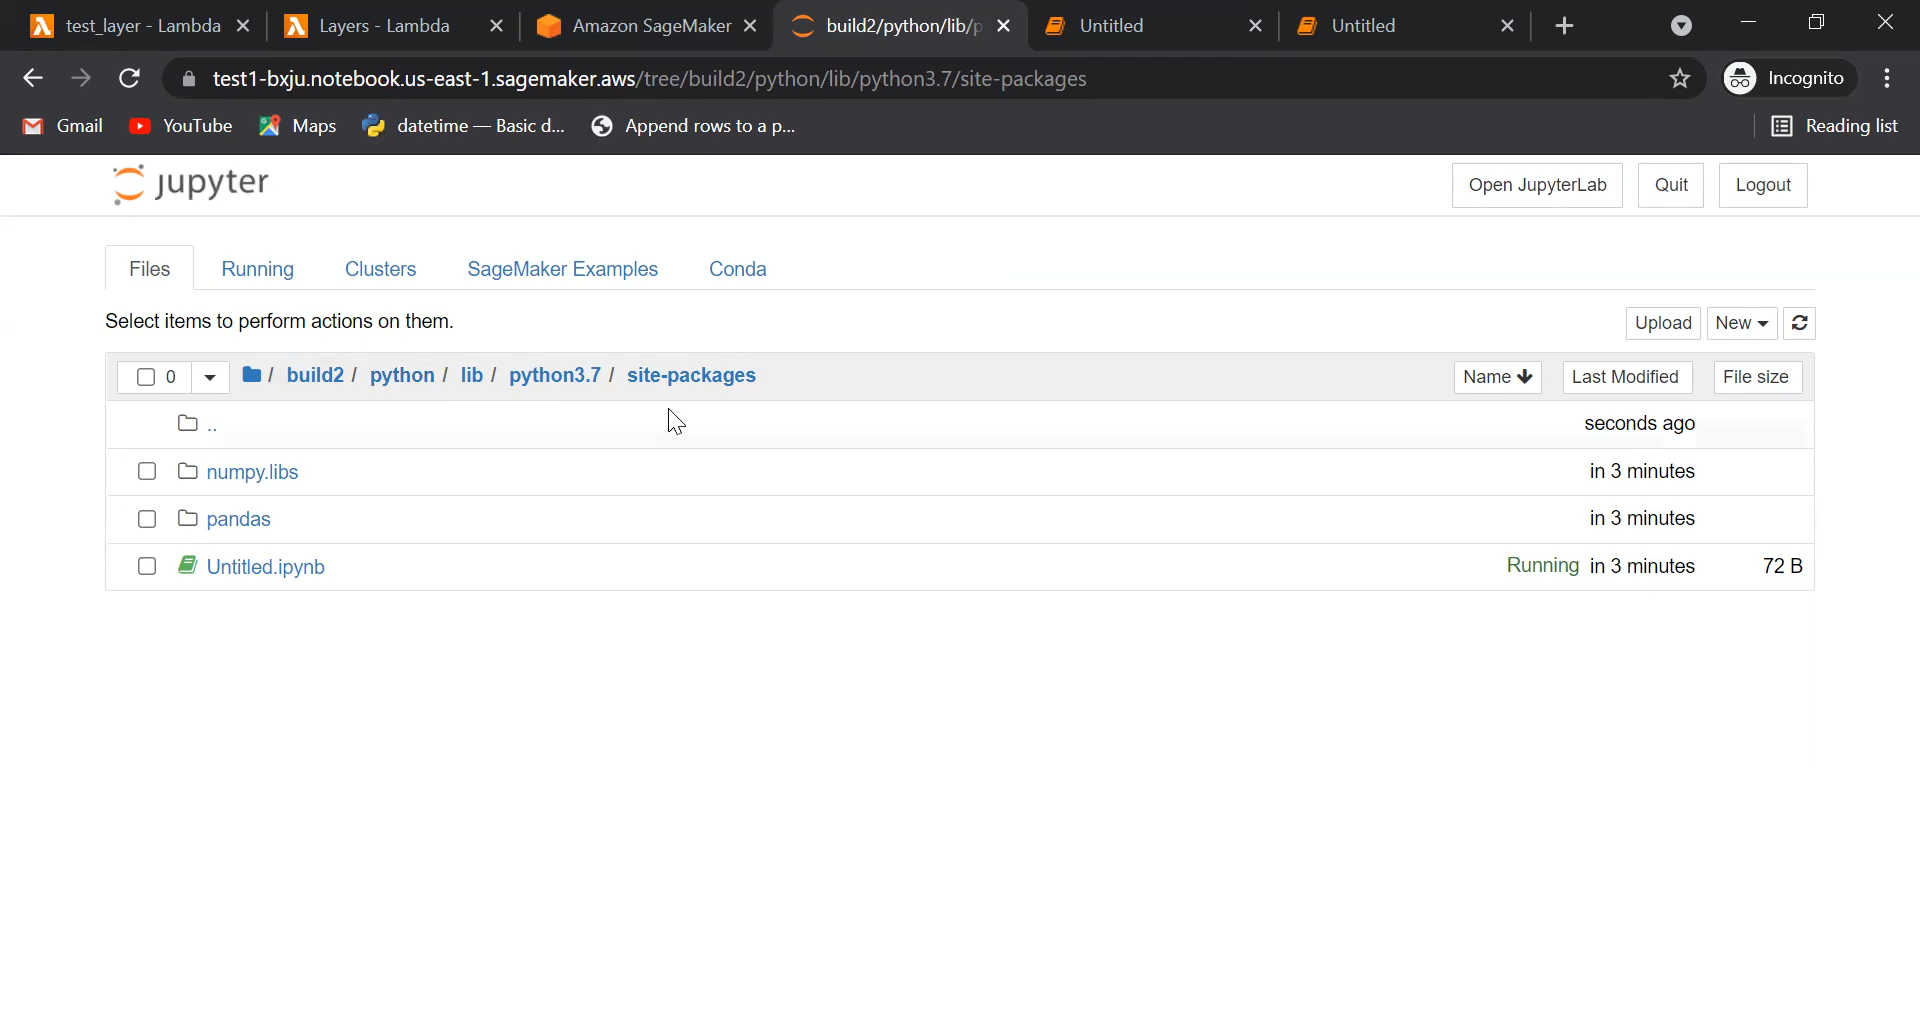 test_layer - Lambda
Layers - Lambda
Amazon SageMaker
build2/python/lib/p
Untitled
Untitled
test1-bxju.notebook.us-east-1.sagemaker.aws/tree/build2/python/lib/python3.7/site-packages
Incognito
Gmail
YouTube
Maps
datetime — Basic d...
Append rows to a p...
Reading list
jupyter
Open JupyterLab
Quit
Logout
Files
Running
Clusters
SageMaker Examples
Conda
Select items to perform actions on them.
Upload
New
0
/ build2 / python / lib / python3.7 / site-packages
Name
Last Modified
File size
..
seconds ago
numpy.libs
in 3 minutes
pandas
in 3 minutes
Untitled.ipynb
Running in 3 minutes
72 B